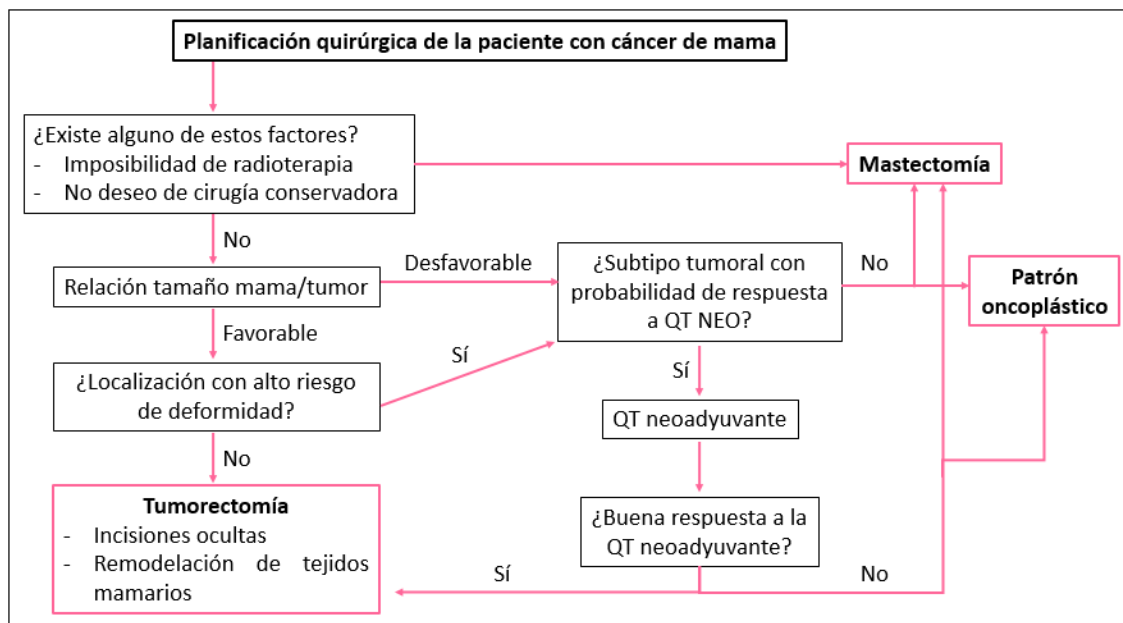 Planificación quirúrgica de la paciente con cáncer de mama
¿Existe alguno de estos factores?
- Imposibilidad de radioterapia
- No deseo de cirugía conservadora
Mastectomía
No
Relación tamaño mama/tumor
Desfavorable
¿Subtipo tumoral con
probabilidad de respuesta
a QT NEO?
No
Patrón
oncoplástico
Favorable
Sí
¿Localización con alto riesgo
de deformidad?
Sí
QT neoadyuvante
No
Tumorectomía
- Incisiones ocultas
- Remodelación de tejidos
mamarios
¿Buena respuesta a la
QT neoadyuvante?
Sí
No